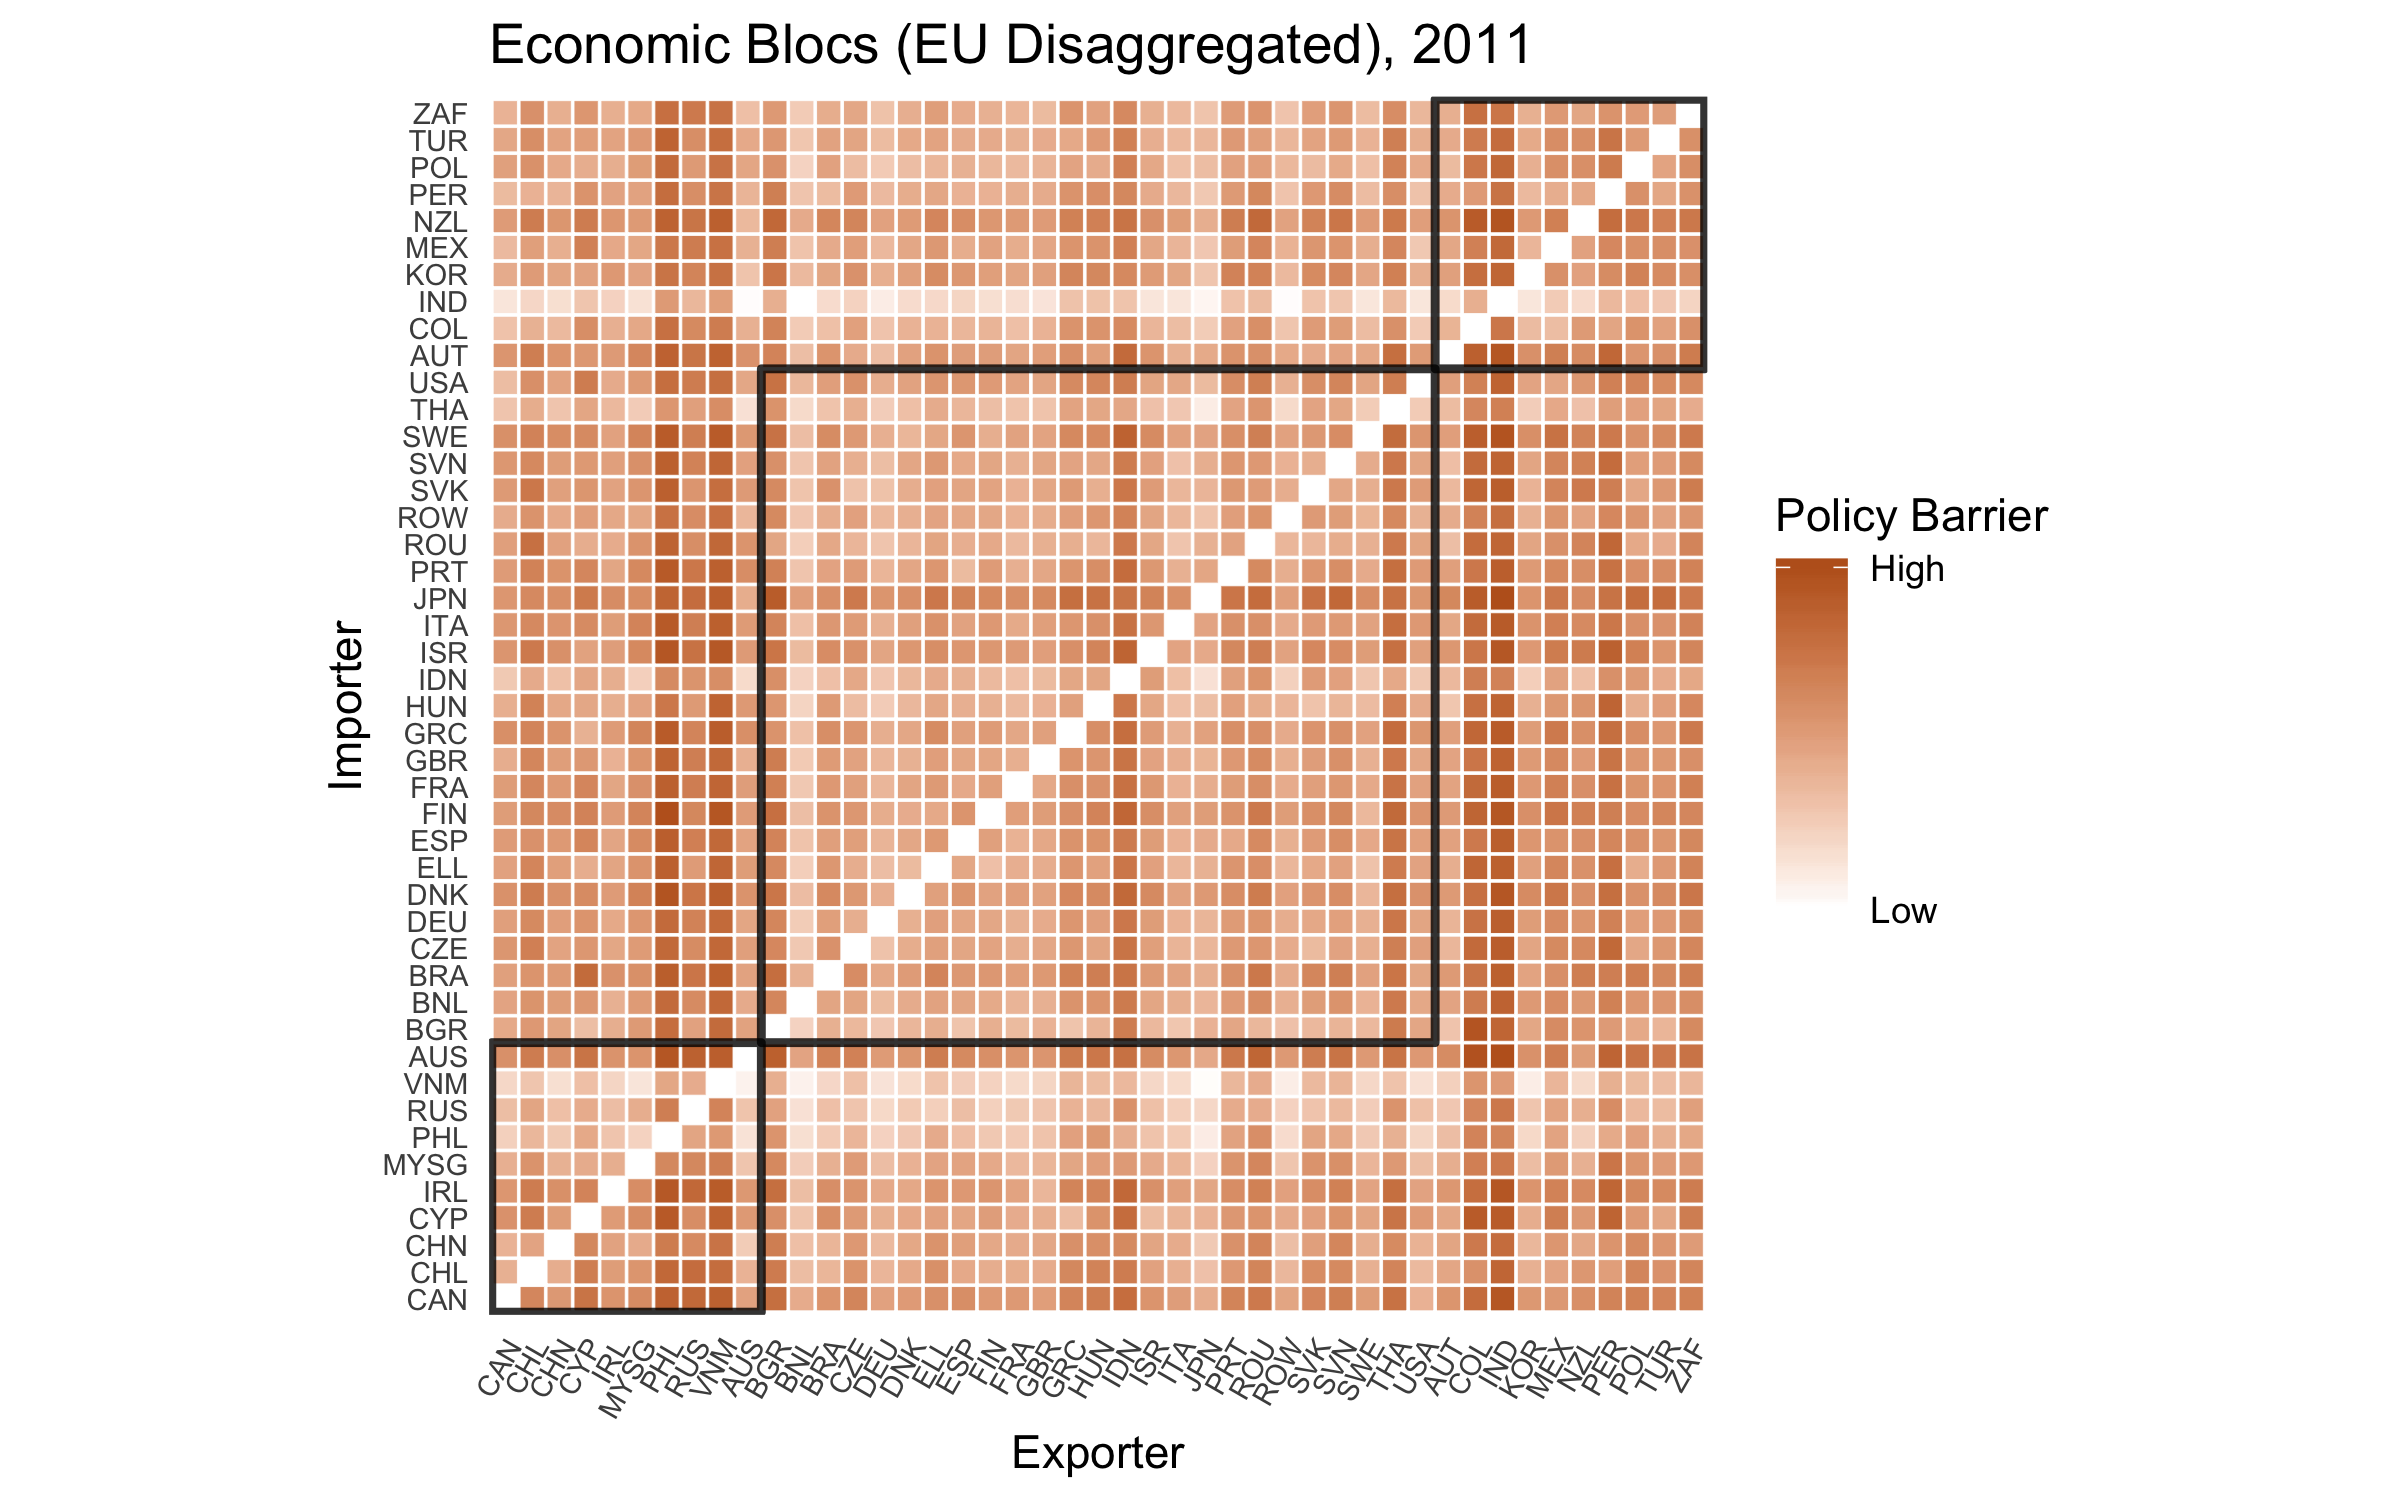 Economic Blocs (EU Disaggregated), 2011
ZAF
TUR
POL
PER
NZL
MEX
KOR
IND
COL
AUT
USA
THA
SWE
SVN
SVK
ROW
ROU
PRT
JPN
ITA
ISR
IDN
HUN
GRC
GBR
FRA
FIN
ESP
ELL
DNK
DEU
CZE
BRA
BNL
BGR
AUS
VNM
RUS
PHL
MYSG
IRL
CYP
CHN
CHL
CAN
Importer
CAN
CHL
CHN
CYP
IRL
MYSG
PHL
RUS
VNM
AUS
BGR
BNL
BRA
CZE
DEU
DNK
ELL
ESP
FIN
FRA
GBR
GRC
HUN
IDN
ISR
ITA
JPN
PRT
ROU
ROW
SVK
SVN
SWE
THA
USA
AUT
COL
IND
KOR
MEX
NZL
PER
POL
TUR
ZAF
Exporter
Policy Barrier
High
Low